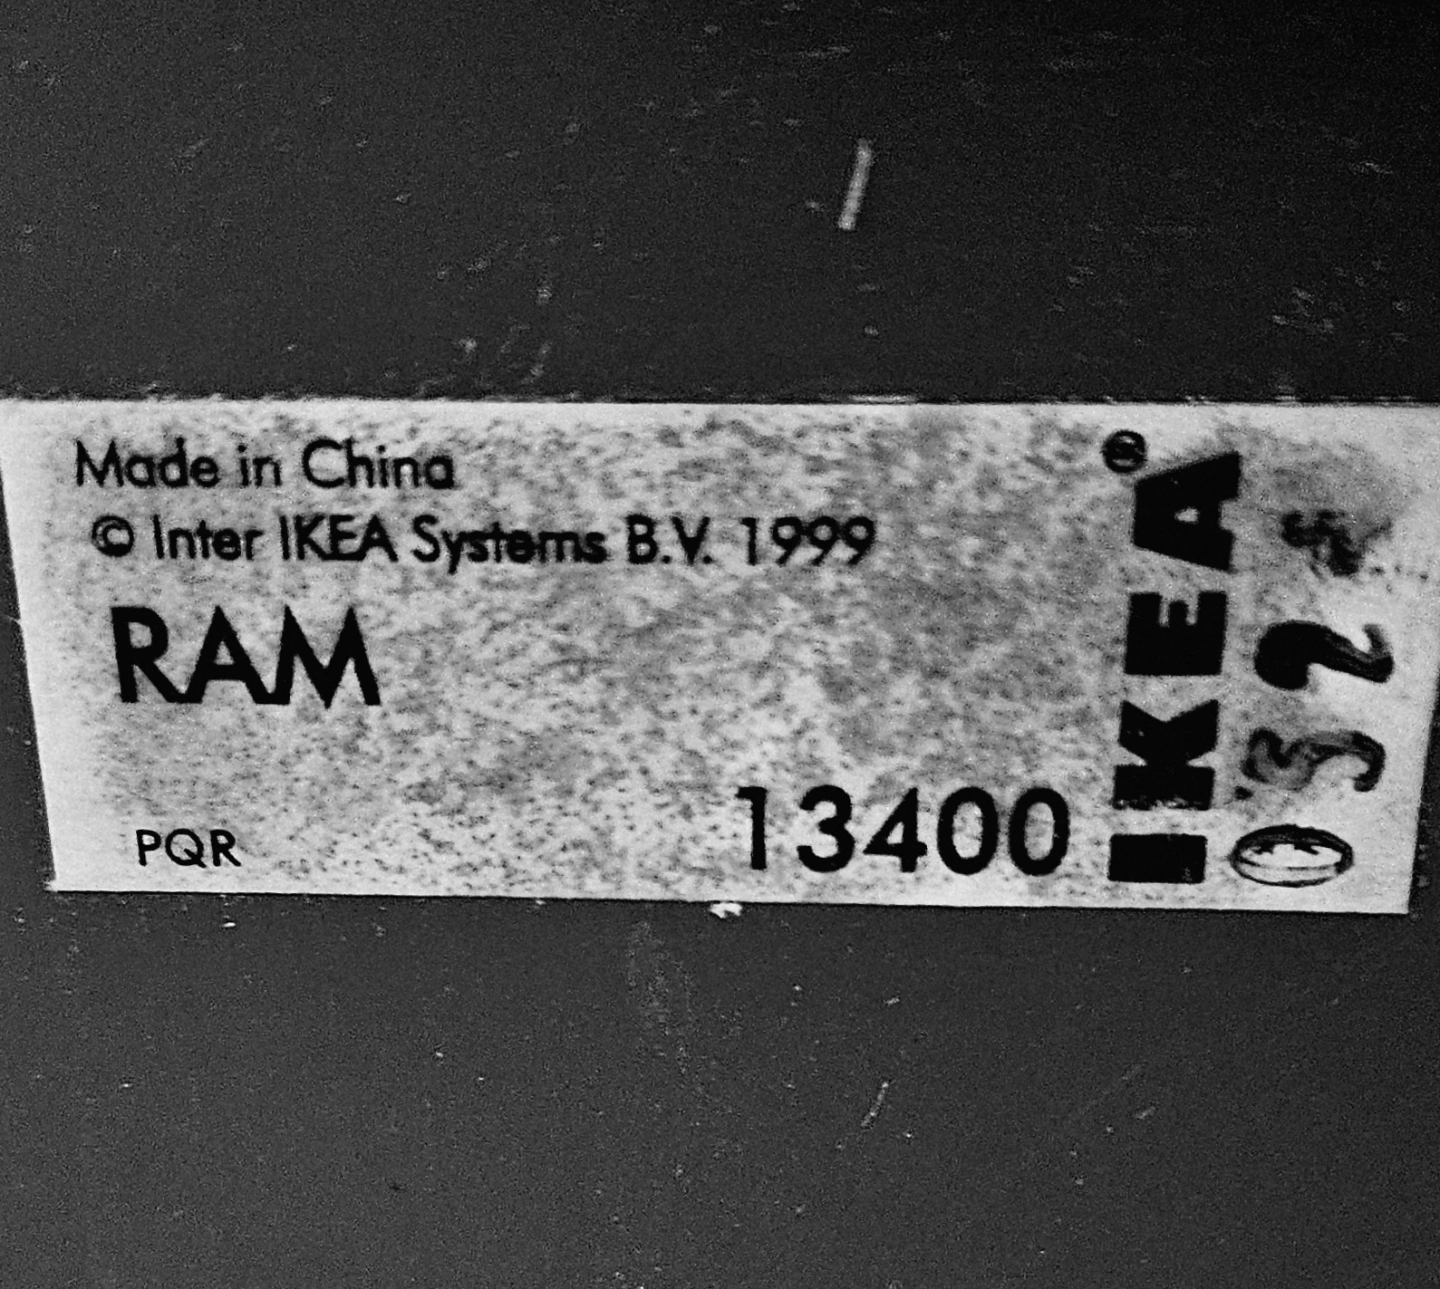 Made in China
© Inter IKEA Systems B.V. 1999
RAM
PQR
13400
IKEA®